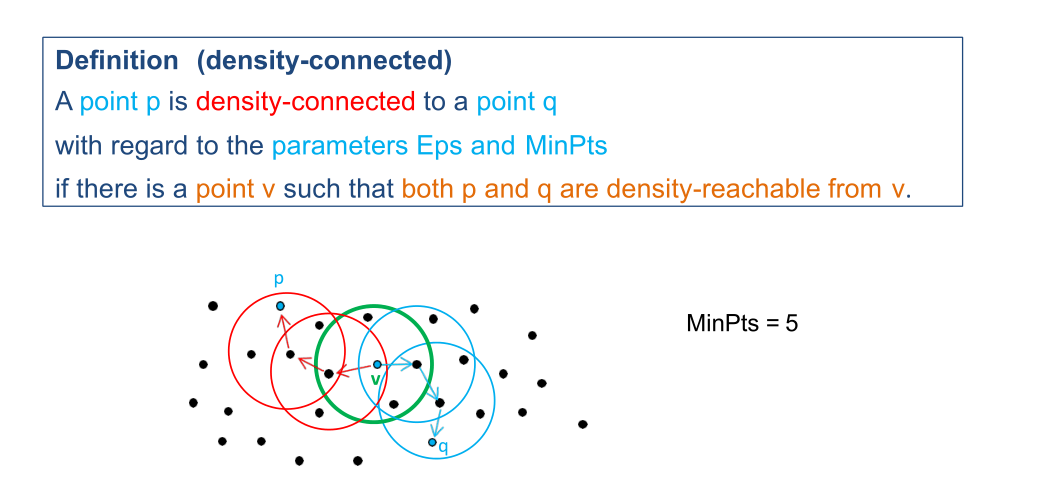 Definition (density-connected)
A point p is density-connected to a point q
with regard to the parameters Eps and MinPts
if there is a point v such that both p and q are density-reachable from v.
p
MinPts = 5
v
q